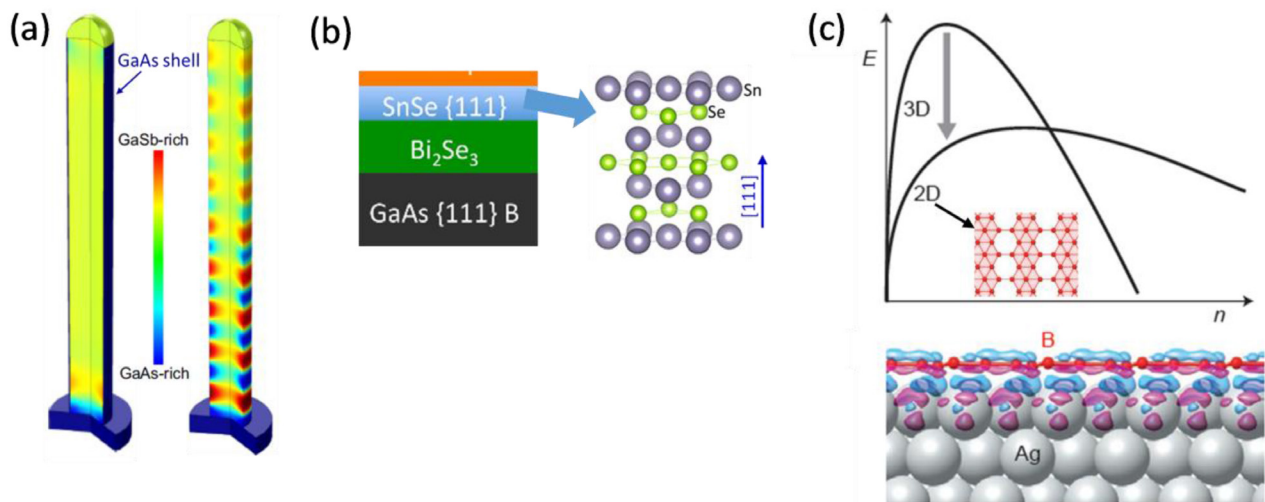 (a)
GaAs shell
GaSb-rich
GaAs-rich
(b)
SnSe {111}
Bi₂Se₃
GaAs {111} B
Sn
Se
[111]
(c)
E
3D
2D
n
B
Ag